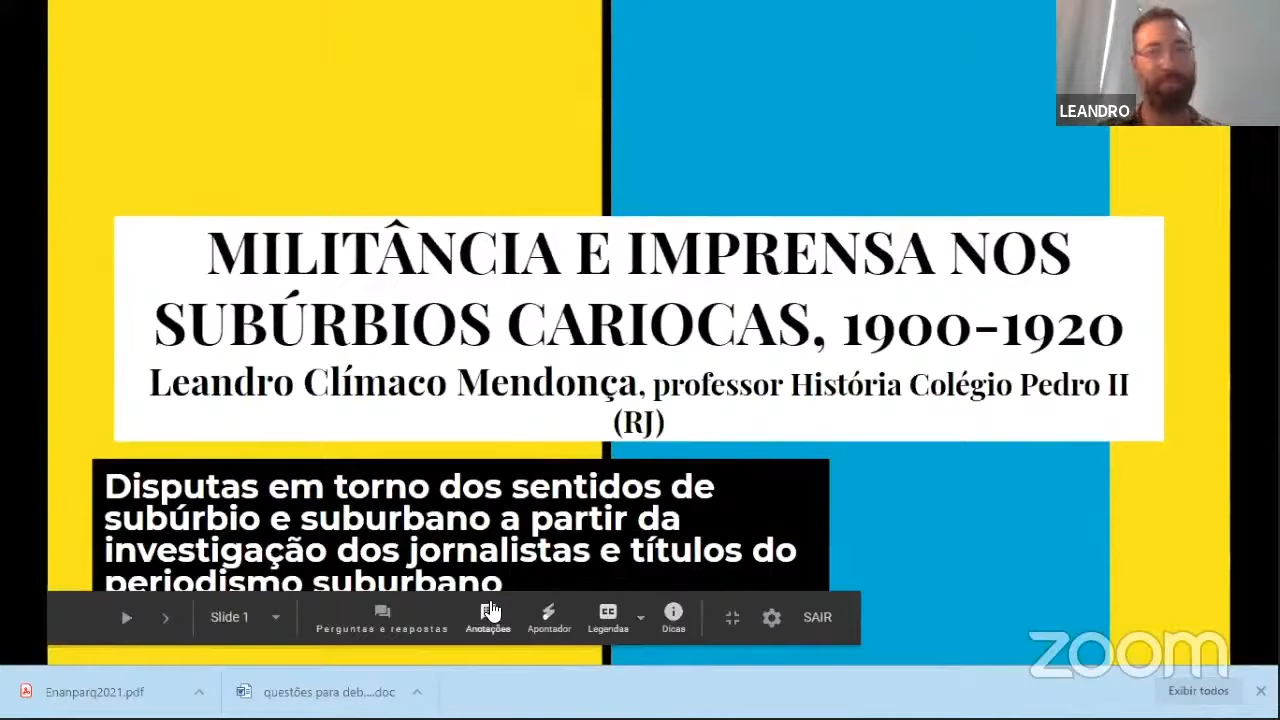 LEANDRO
MILITÂNCIA E IMPRENSA NOS
SUBÚRBIOS CARIOCAS, 1900-1920
Leandro Clímaco Mendonça, professor História Colégio Pedro II
(RJ)
Disputas em torno dos sentidos de
subúrbio e suburbano a partir da
investigação dos jornalistas e títulos do
periodismo suburbano
Slide 1
Perguntas e respostas
Anotações
Apontador
Legendas
Dicas
SAIR
zoom
Enanparq2021.pdf
questões para deb....doc
Exibir todos